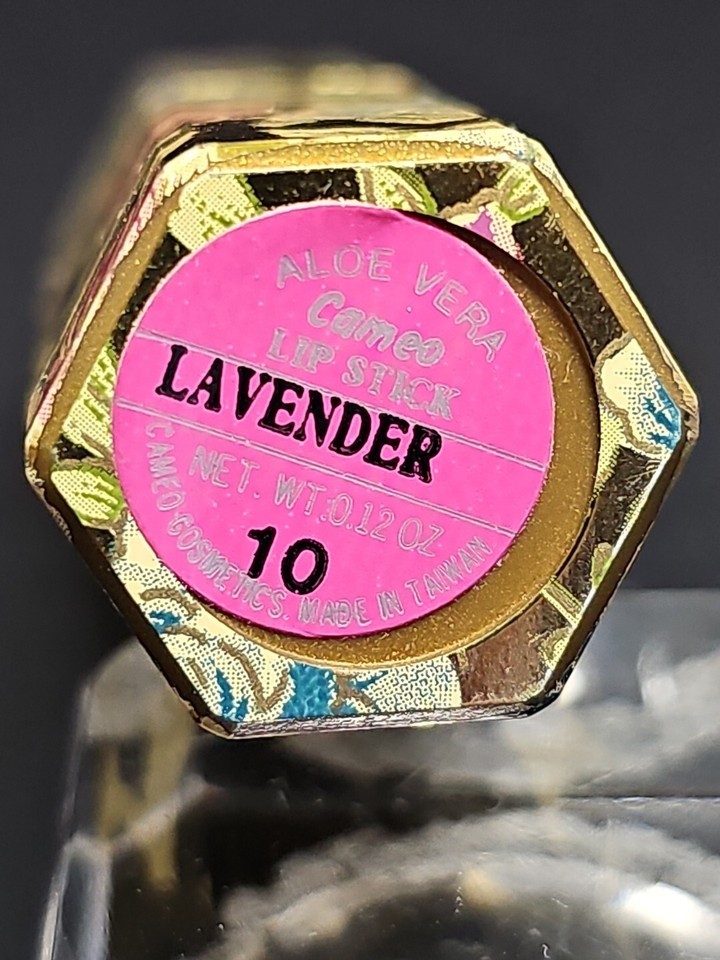 ALOE VERA
Cameo
LIP STICK
LAVENDER
NET. WT:0.12 OZ
10
CAMEO COSMETICS. MADE IN TAIWAN